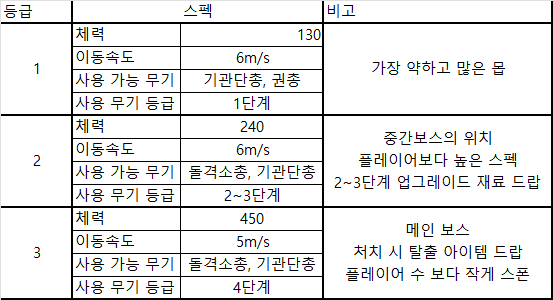 등급 스펙 비고
1
체력 130
이동속도 6m/s
사용 가능 무기 기관단총, 권총
사용 무기 등급 1단계
가장 약하고 많은 몹
2
체력 240
이동속도 6m/s
사용 가능 무기 돌격소총, 기관단총
사용 무기 등급 2~3단계
중간보스의 위치
플레이어보다 높은 스펙
2~3단계 업그레이드 재료 드랍
3
체력 450
이동속도 5m/s
사용 가능 무기 돌격소총, 기관단총
사용 무기 등급 4단계
메인 보스
처치 시 탈출 아이템 드랍
플레이어 수 보다 작게 스폰